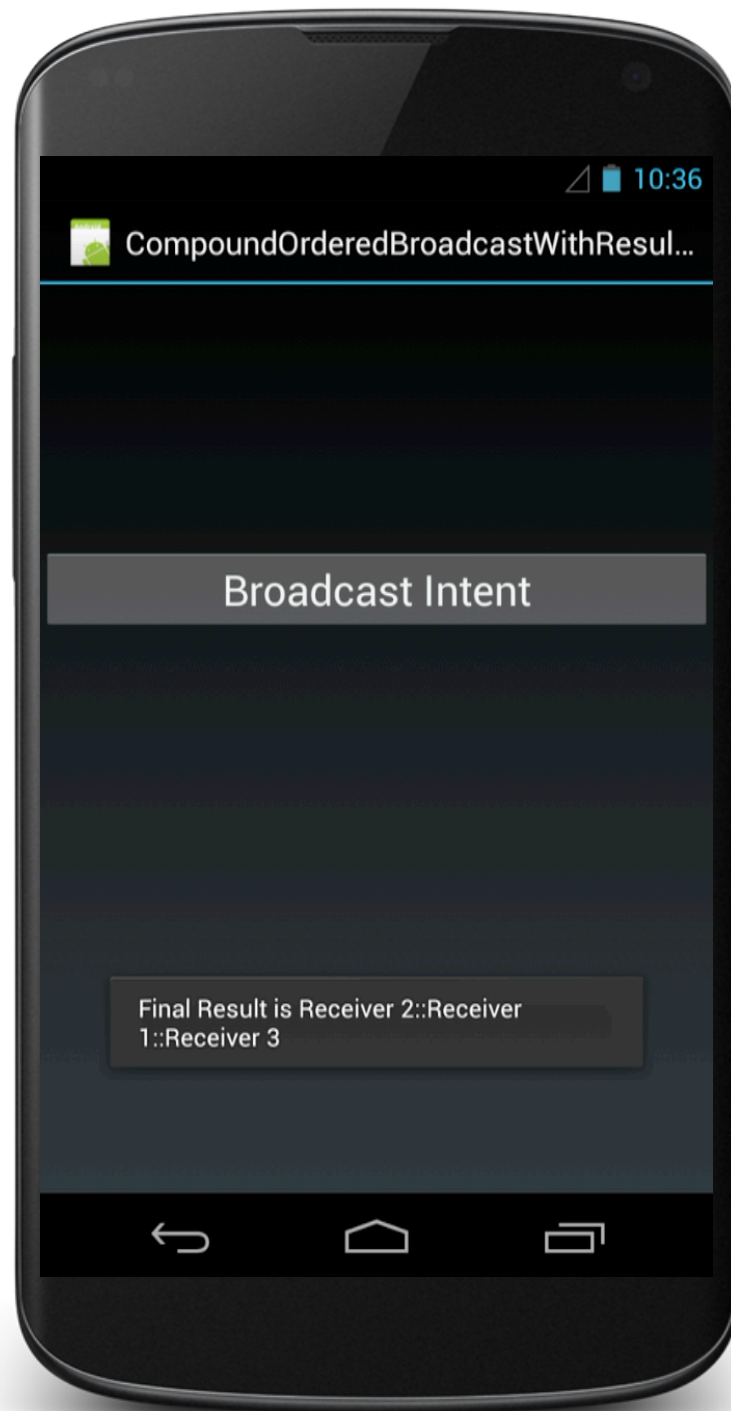 10:36
CompoundOrderedBroadcastWithResul...
Broadcast Intent
Final Result is Receiver 2::Receiver
1::Receiver 3